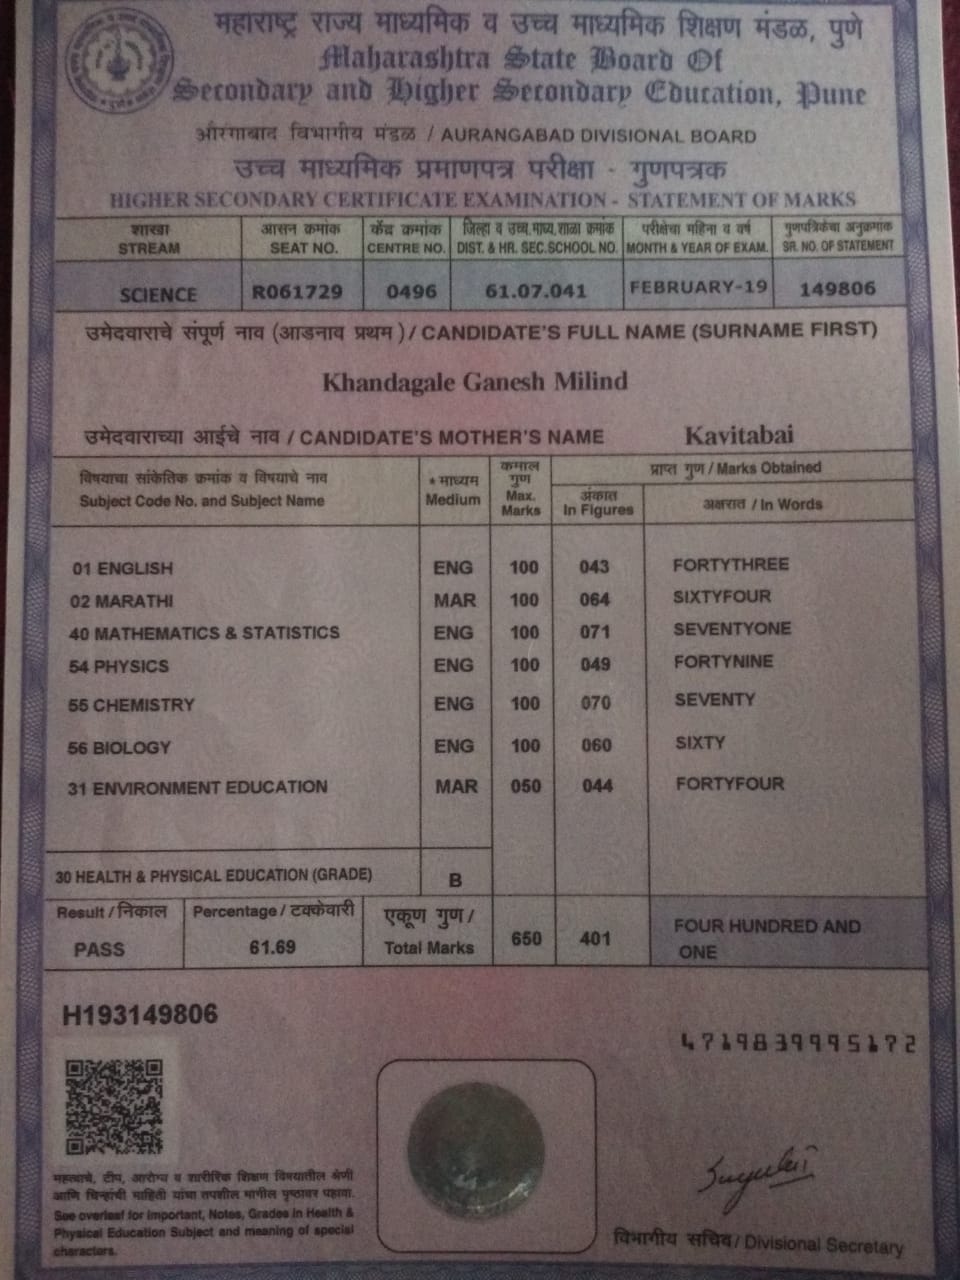 महाराष्ट्र राज्य माध्यमिक व उच्च माध्यमिक शिक्षण मंडळ, पुणे
Maharashtra State Board Of
Secondary and Higher Secondary Education, Pune
औरंगाबाद विभागीय मंडळ / AURANGABAD DIVISIONAL BOARD
उच्च माध्यमिक प्रमाणपत्र परीक्षा - गुणपत्रक
HIGHER SECONDARY CERTIFICATE EXAMINATION - STATEMENT OF MARKS
शाखा आसन क्रमांक केंद्र क्रमांक जिल्हा व उच्च.माध्य.शाळा क्रमांक परीक्षेचा महिना व वर्ष गुणपत्रिकेचा अनुक्रमांक
STREAM SEAT NO. CENTRE NO. DIST. & HR. SEC.SCHOOL NO. MONTH & YEAR OF EXAM. SR. NO. OF STATEMENT
SCIENCE R061729 0496 61.07.041 FEBRUARY-19 149806
उमेदवाराचे संपूर्ण नाव (आडनाव प्रथम) / CANDIDATE'S FULL NAME (SURNAME FIRST)
Khandagale Ganesh Milind
उमेदवाराच्या आईचे नाव / CANDIDATE'S MOTHER'S NAME Kavitabai
विषयाचा सांकेतिक क्रमांक व विषयाचे नाव
Subject Code No. and Subject Name
* माध्यम
Medium
कमाल
गुण
Max.
Marks
प्राप्त गुण / Marks Obtained
अंकात
In Figures
अक्षरात / In Words
01 ENGLISH ENG 100 043 FORTYTHREE
02 MARATHI MAR 100 064 SIXTYFOUR
40 MATHEMATICS & STATISTICS ENG 100 071 SEVENTYONE
54 PHYSICS ENG 100 049 FORTYNINE
55 CHEMISTRY ENG 100 070 SEVENTY
56 BIOLOGY ENG 100 060 SIXTY
31 ENVIRONMENT EDUCATION MAR 050 044 FORTYFOUR
30 HEALTH & PHYSICAL EDUCATION (GRADE) B
Result / निकाल
PASS
Percentage / टक्केवारी
61.69
एकूण गुण /
Total Marks
650 401
FOUR HUNDRED AND
ONE
H193149806
4719839995172
महत्वाचे, टीप, आरोग्य व शारीरिक शिक्षण विषयातील श्रेणी
आणि चिन्हांची माहिती यांचा तपशील मागील पृष्ठावर पहावा.
See overleaf for Important, Notes, Grades in Health &
Physical Education Subject and meaning of special
characters.
विभागीय सचिव / Divisional Secretary